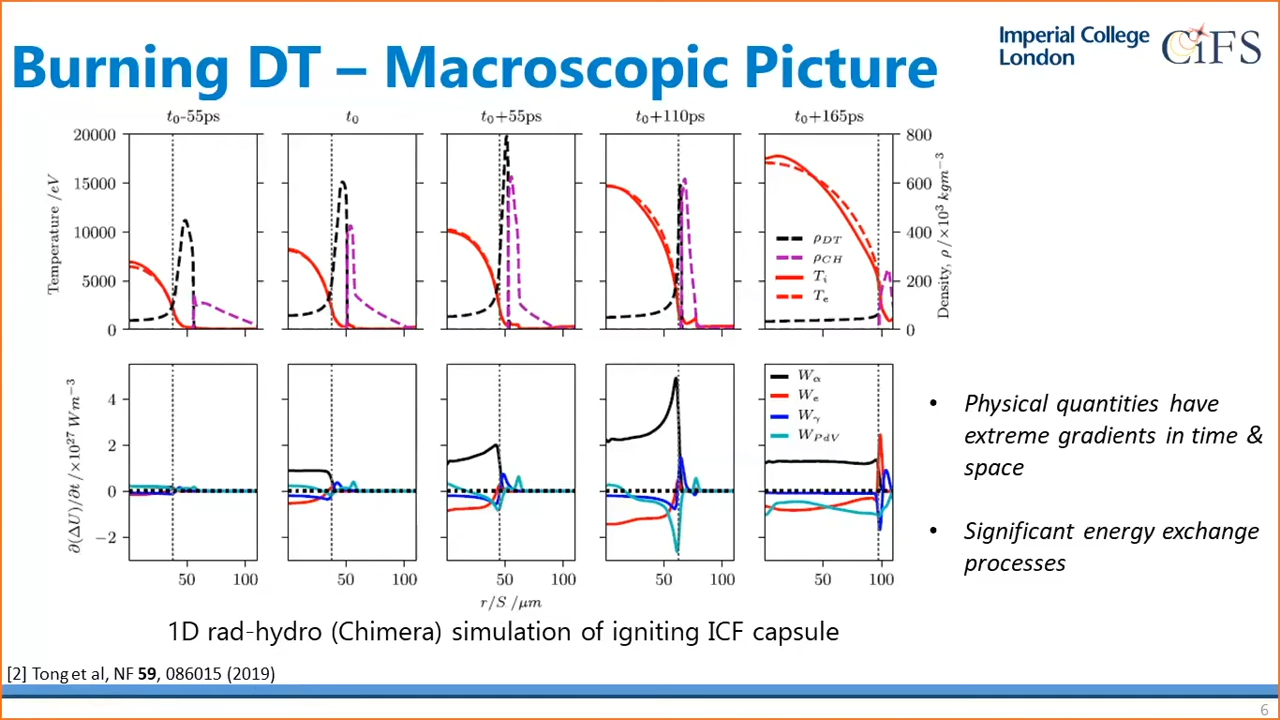 Imperial College
London
CiFS
Burning DT – Macroscopic Picture
t₀-55ps
t₀
t₀+55ps
t₀+110ps
t₀+165ps
20000
15000
10000
5000
0
Temperature /eV
800
600
400
200
0
Density, ρ /×10³ kgm⁻³
ρ_DT
ρ_CH
T_i
T_e
4
2
0
−2
∂(ΔU)/∂t /×10²⁷ Wm⁻³
W_α
W_e
W_γ
W_PdV
50 100 50 100 50 100 50 100 50 100
r/S /μm
• Physical quantities have
extreme gradients in time &
space
• Significant energy exchange
processes
1D rad-hydro (Chimera) simulation of igniting ICF capsule
[2] Tong et al, NF 59, 086015 (2019)
6